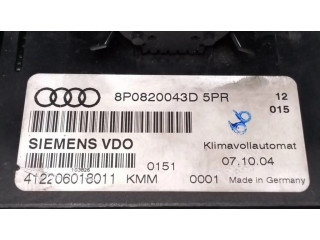 8P0820043D 5PR 12
015
SIEMENS VDO Klimavollautomat
0151 07.10.04
412206018011 KMM 0001 Made in Germany